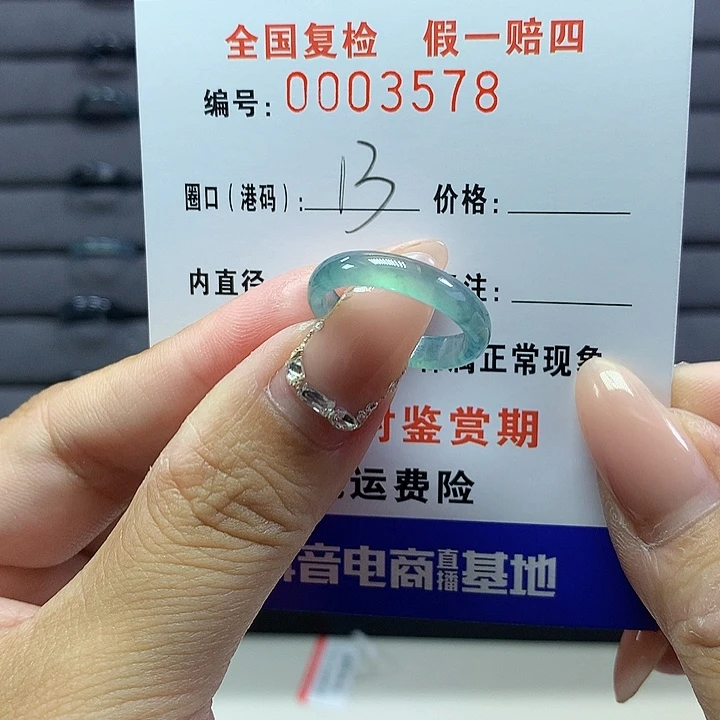 全国复检 假一赔四
编号: 0003578
圈口（港码）: 13 价格:
内直径 注:
属正常现象
时鉴赏期
运费险
音电商直播基地